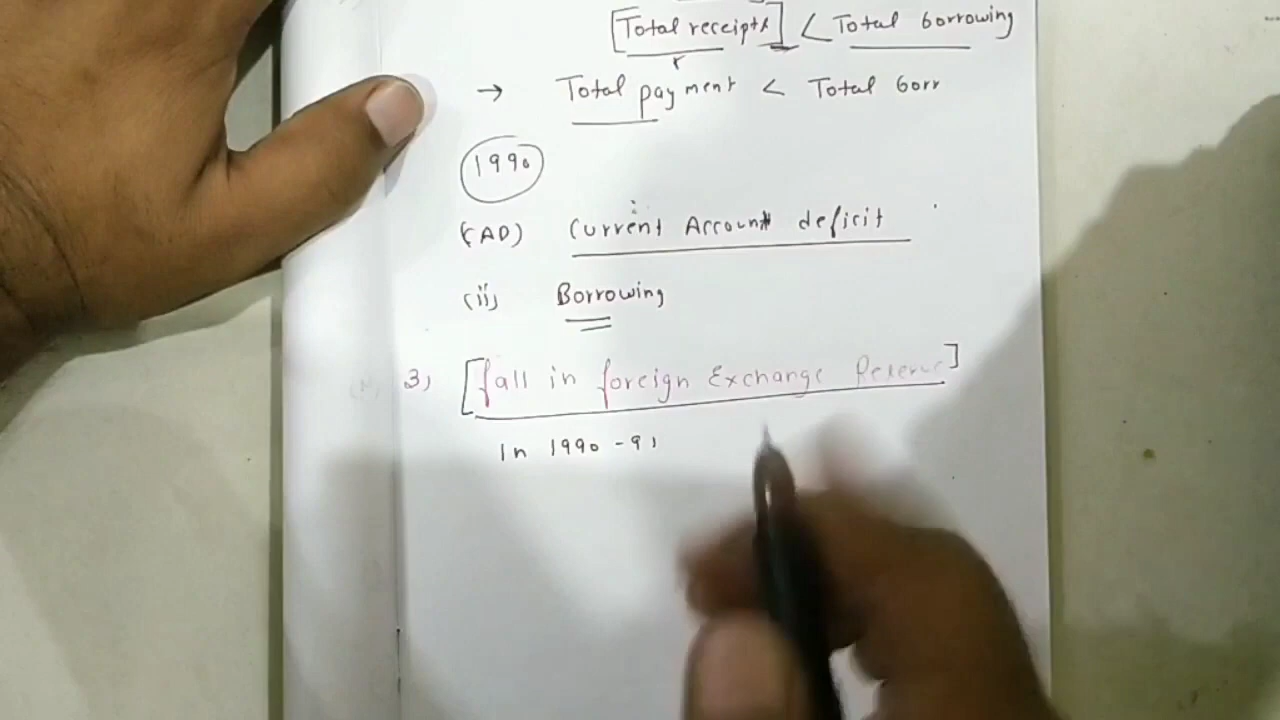 [Total receipts] < Total borrowing
→ Total payment < Total borr
1990
(AD) Current Account deficit
(ii) Borrowing
3) [fall in foreign Exchange Reserve]
In 1990-91